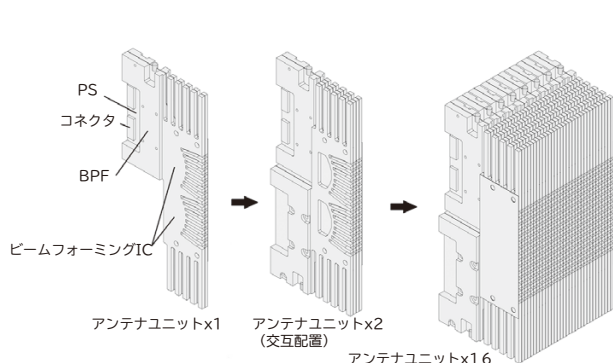 PS
コネクタ
BPF
ビームフォーミングIC
アンテナユニットx1
アンテナユニットx2
（交互配置）
アンテナユニットx16